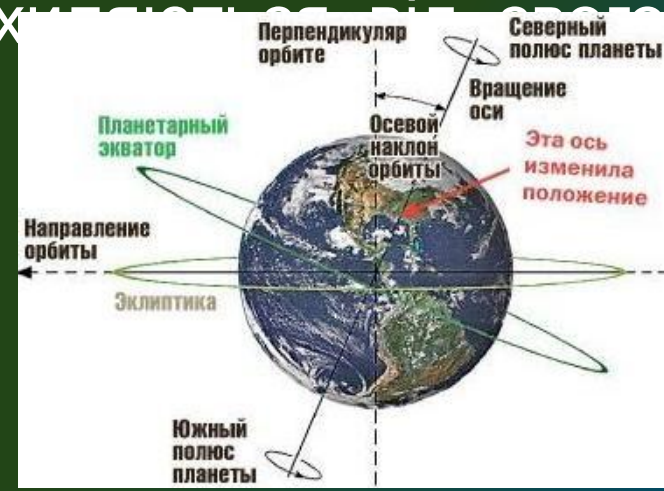 від
Перпендикуляр
орбите
Северный
полюс планеты
Вращение
оси
Осевой
наклон
орбиты
Планетарный
экватор
Эта ось
изменила
положение
Направление
орбиты
Эклиптика
Южный
полюс
планеты